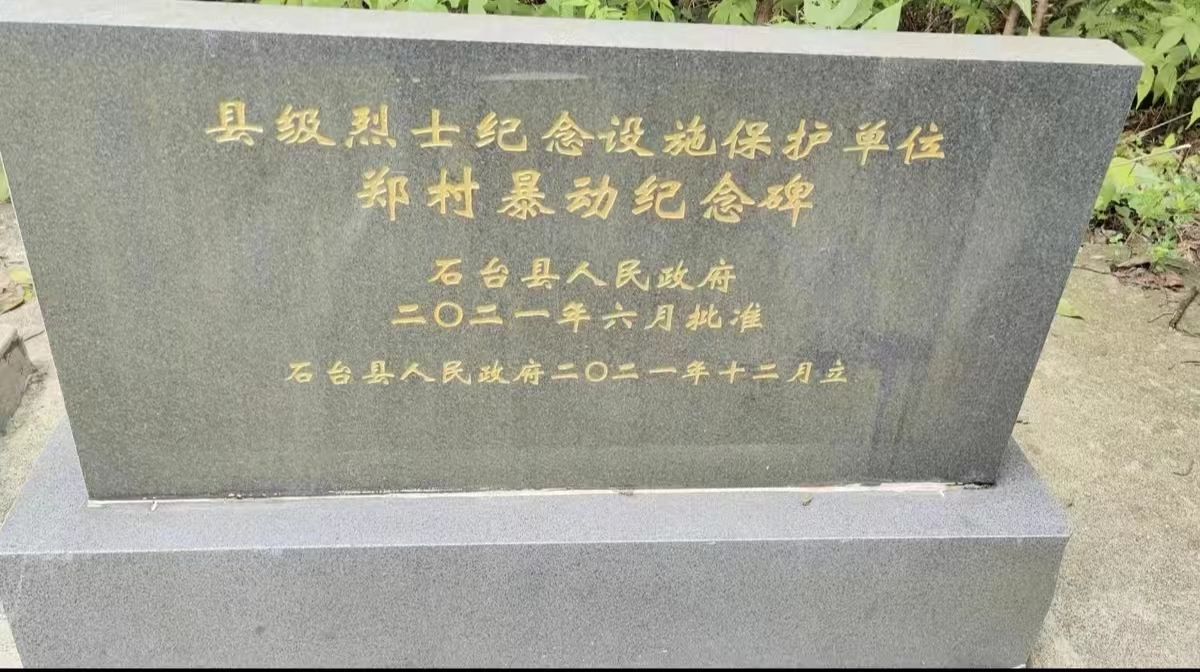 县级烈士纪念设施保护单位
郑村暴动纪念碑
石台县人民政府
二〇二一年六月批准
石台县人民政府二〇二一年十二月立